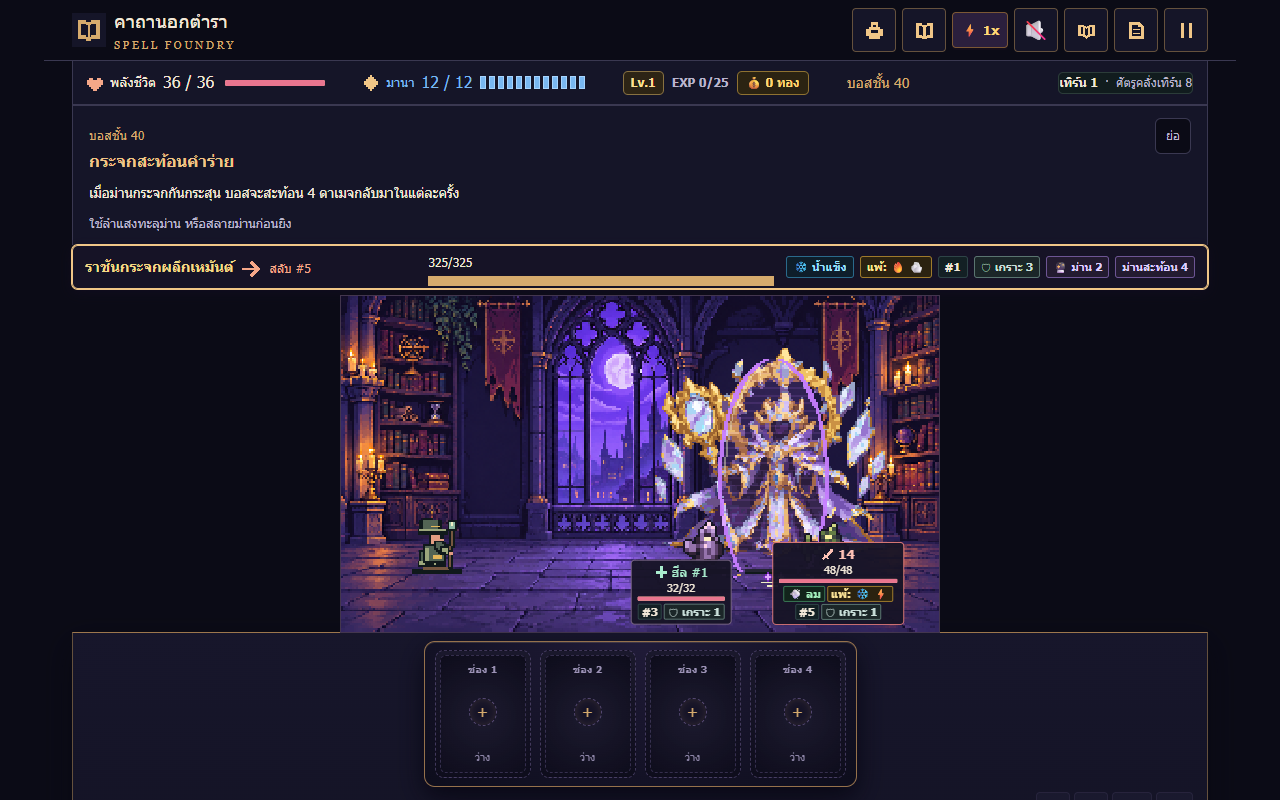 คาถานอกตำรา
SPELL FOUNDRY
1x
พลังชีวิต 36 / 36
มานา 12 / 12
Lv.1 EXP 0/25 0 ทอง
บอสชั้น 40
เทิร์น 1 · ศัตรูคลั่งเทิร์น 8
บอสชั้น 40
ย่อ
กระจกสะท้อนคำร่าย
เมื่อม่านกระจกกันกระสุน บอสจะสะท้อน 4 ดาเมจกลับมาในแต่ละครั้ง
ใช้ลำแสงทะลุม่าน หรือสลายม่านก่อนยิง
ราชันกระจกผลึกเหมันต์ → สลับ #5
325/325
น้ำแข็ง แพ้: #1 เกราะ 3 ม่าน 2 ม่านสะท้อน 4
14
48/48
ลม แพ้:
#5 เกราะ 1
ฮีล #1
32/32
#3 เกราะ 1
ช่อง 1 ช่อง 2 ช่อง 3 ช่อง 4
+ + + +
ว่าง ว่าง ว่าง ว่าง